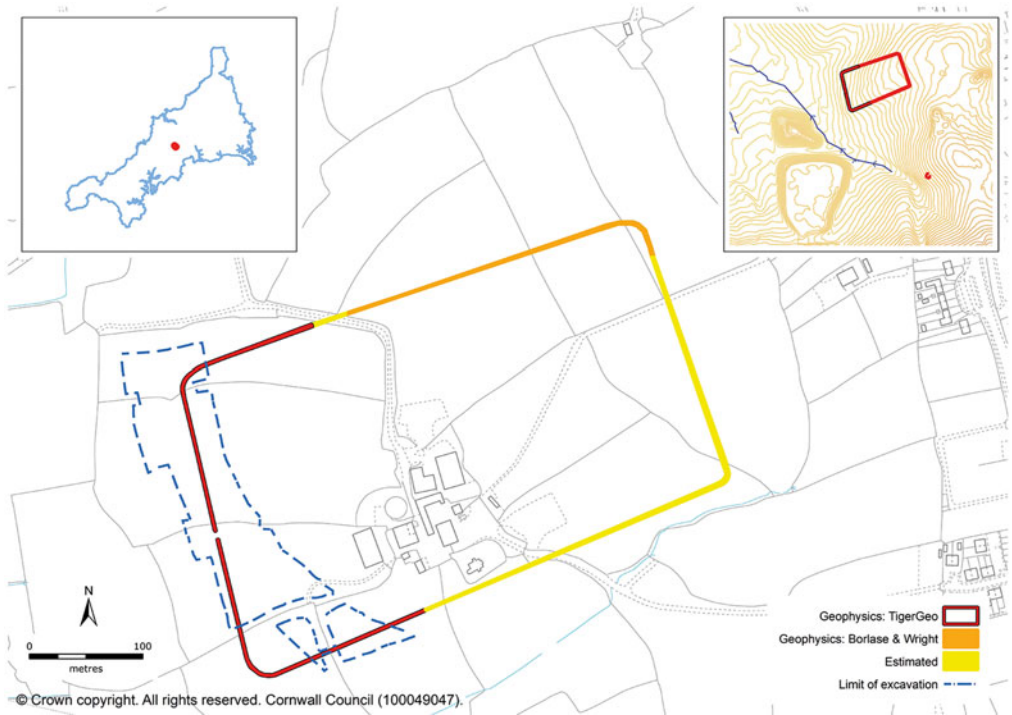 N
0 100
metres
Geophysics: TigerGeo
Geophysics: Borlase & Wright
Estimated
Limit of excavation
© Crown copyright. All rights reserved. Cornwall Council (100049047).